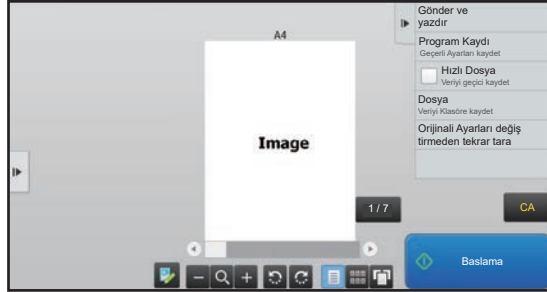 A4
Image
1 / 7
Gönder ve
yazdır
Program Kaydı
Geçerli Ayarları kaydet
Hızlı Dosya
Veriyi geçici kaydet
Dosya
Veriyi Klasöre kaydet
Orijinali Ayarları değiş
tirmeden tekrar tara
CA
Baslama